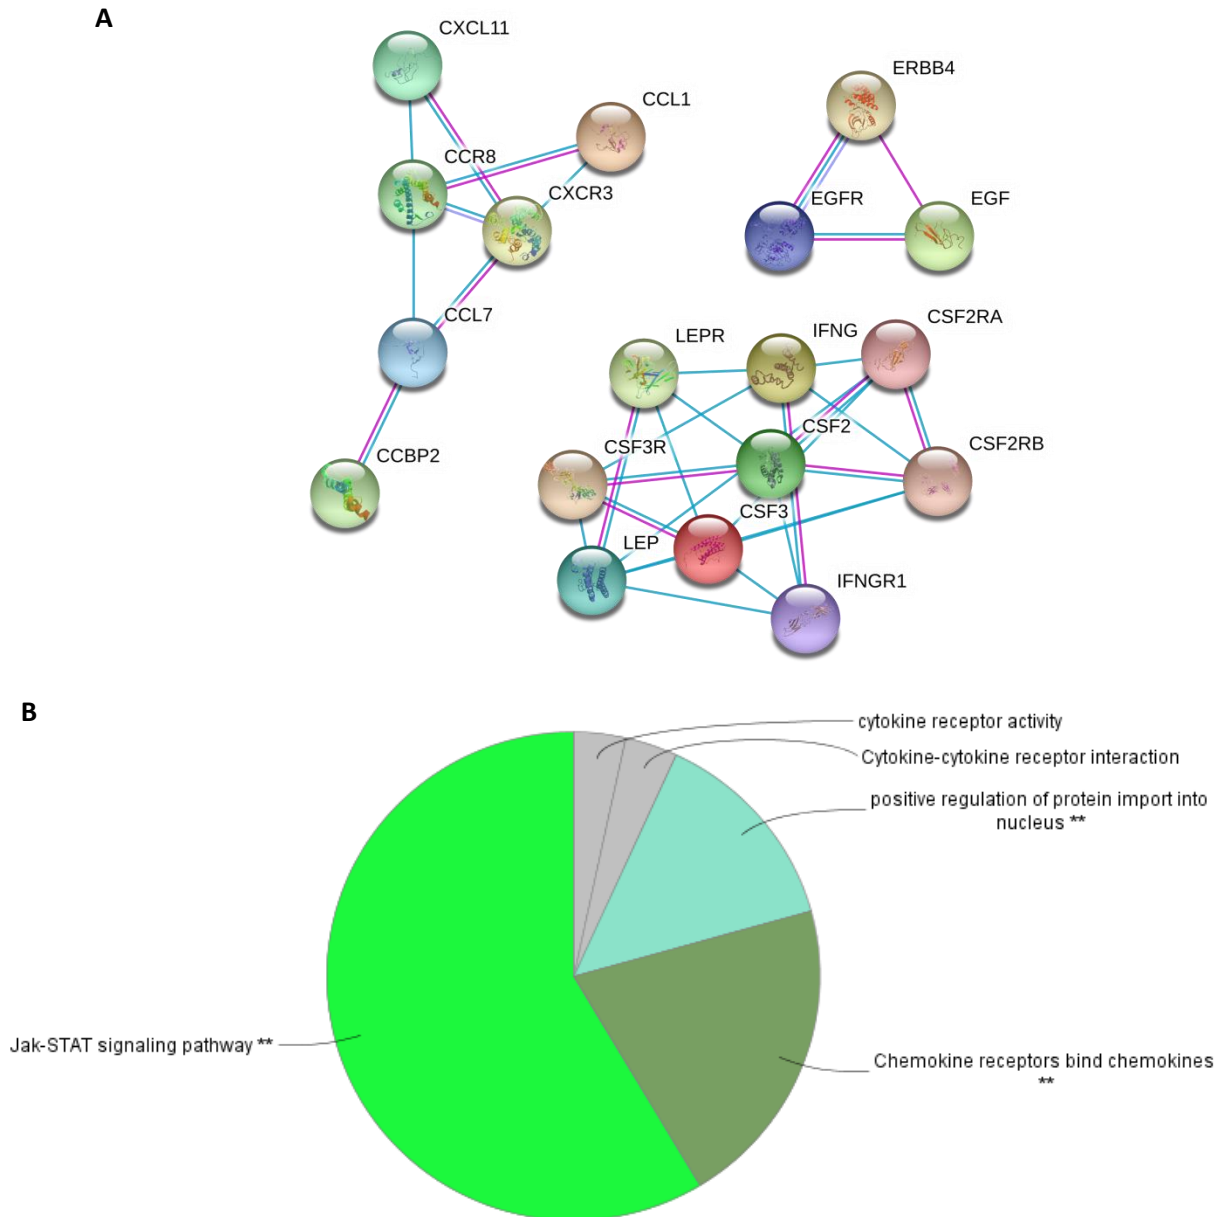 A
CXCL11
ERBB4
CCL1
CCR8
CXCR3
EGFR
EGF
CCL7
CSF2RA
IFNG
LEPR
CSF2
CSF3R
CSF2RB
CCBP2
CSF3
LEP
IFNGR1
B
cytokine receptor activity
Cytokine-cytokine receptor interaction
positive regulation of protein import into
nucleus **
Jak-STAT signaling pathway **
Chemokine receptors bind chemokines
**